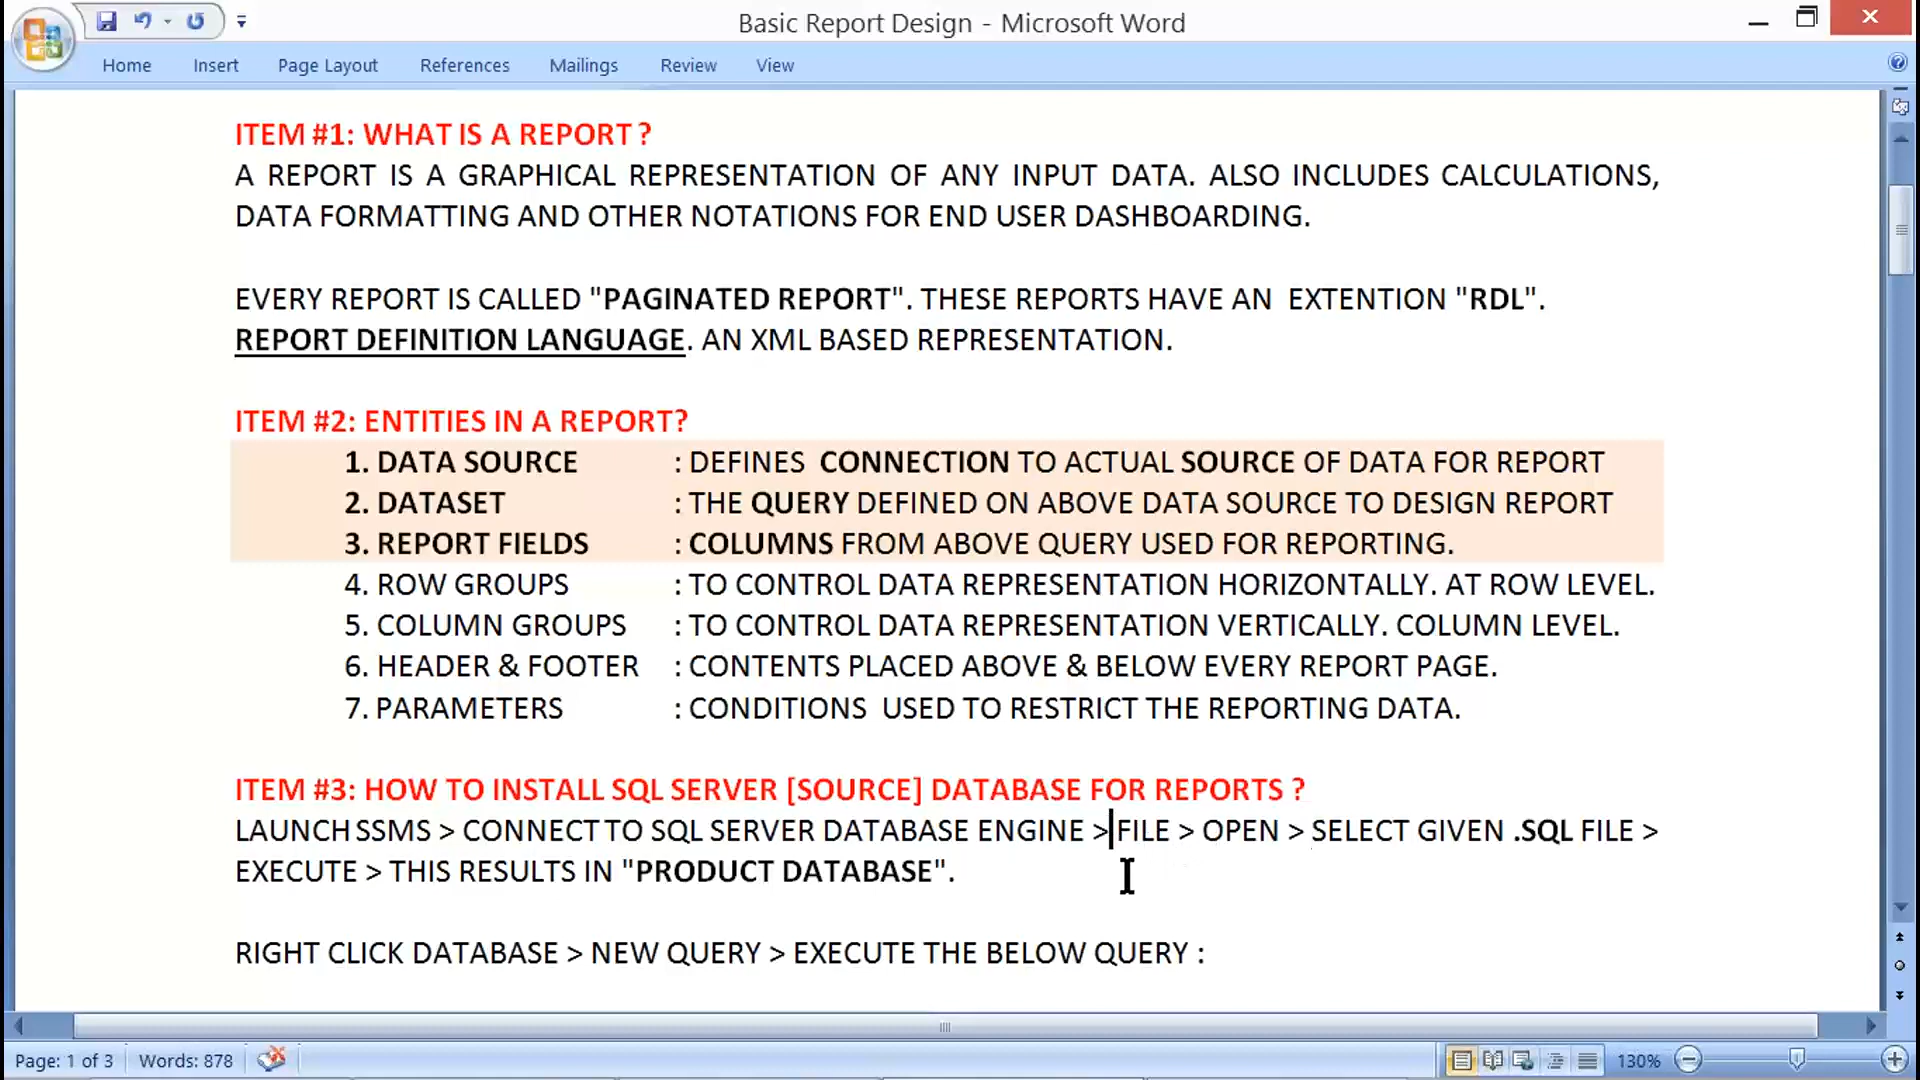 Basic Report Design - Microsoft Word
Home Insert Page Layout References Mailings Review View
ITEM #1: WHAT IS A REPORT ?
A REPORT IS A GRAPHICAL REPRESENTATION OF ANY INPUT DATA. ALSO INCLUDES CALCULATIONS,
DATA FORMATTING AND OTHER NOTATIONS FOR END USER DASHBOARDING.
EVERY REPORT IS CALLED "PAGINATED REPORT". THESE REPORTS HAVE AN EXTENTION "RDL".
REPORT DEFINITION LANGUAGE. AN XML BASED REPRESENTATION.
ITEM #2: ENTITIES IN A REPORT?
1. DATA SOURCE : DEFINES CONNECTION TO ACTUAL SOURCE OF DATA FOR REPORT
2. DATASET : THE QUERY DEFINED ON ABOVE DATA SOURCE TO DESIGN REPORT
3. REPORT FIELDS : COLUMNS FROM ABOVE QUERY USED FOR REPORTING.
4. ROW GROUPS : TO CONTROL DATA REPRESENTATION HORIZONTALLY. AT ROW LEVEL.
5. COLUMN GROUPS : TO CONTROL DATA REPRESENTATION VERTICALLY. COLUMN LEVEL.
6. HEADER & FOOTER : CONTENTS PLACED ABOVE & BELOW EVERY REPORT PAGE.
7. PARAMETERS : CONDITIONS USED TO RESTRICT THE REPORTING DATA.
ITEM #3: HOW TO INSTALL SQL SERVER [SOURCE] DATABASE FOR REPORTS ?
LAUNCH SSMS > CONNECT TO SQL SERVER DATABASE ENGINE > FILE > OPEN > SELECT GIVEN .SQL FILE >
EXECUTE > THIS RESULTS IN "PRODUCT DATABASE".
RIGHT CLICK DATABASE > NEW QUERY > EXECUTE THE BELOW QUERY :
Page: 1 of 3 Words: 878 130%